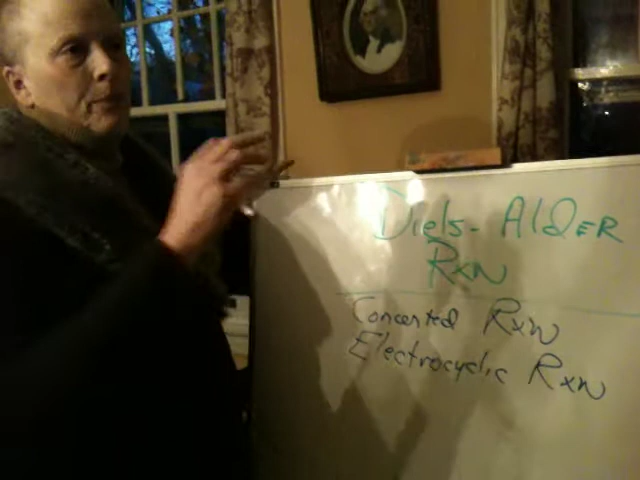 Diels-Alder
Rxn
Concerted Rxn
Electrocyclic Rxn